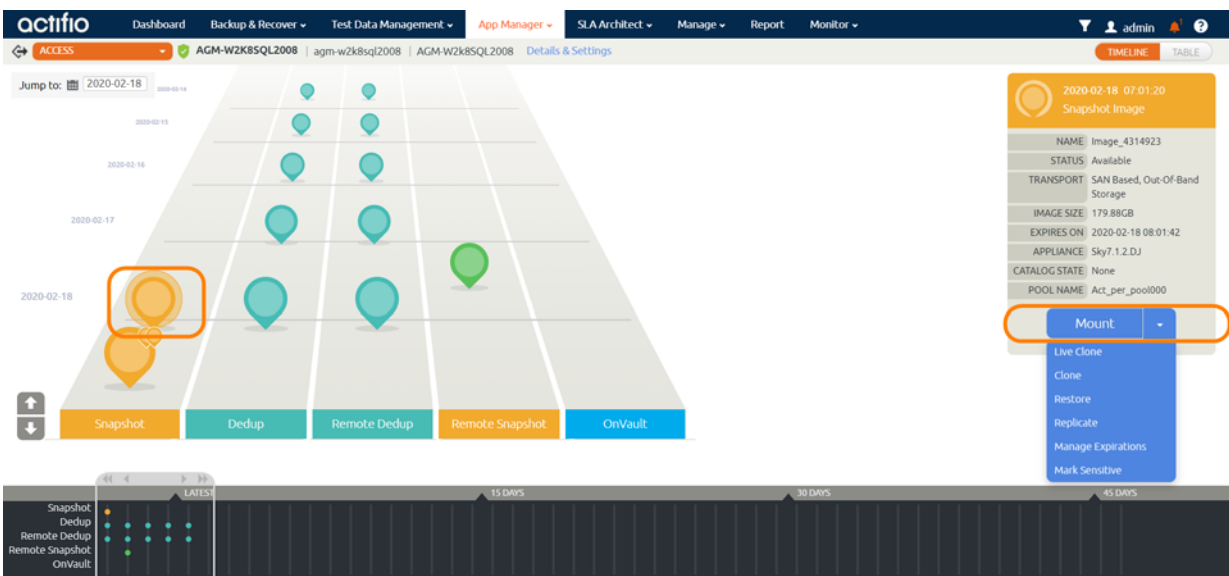 actifio
Dashboard Backup & Recover Test Data Management App Manager SLA Architect Manage Report Monitor admin
ACCESS AGM-W2K8SQL2008 | agm-w2k8sql2008 | AGM-W2K8SQL2008 Details & Settings TIMELINE TABLE
Jump to: 2020-02-18
2020-02-16
2020-02-17
2020-02-18
2020-02-18 07:01:20
Snapshot Image
NAME Image_4314923
STATUS Available
TRANSPORT SAN Based, Out-Of-Band
Storage
IMAGE SIZE 179.88GB
EXPIRES ON 2020-02-18 08:01:42
APPLIANCE Sky7.1.2.DJ
CATALOG STATE None
POOL NAME Act_per_pool000
Mount
Live Clone
Clone
Restore
Replicate
Manage Expirations
Mark Sensitive
Snapshot Dedup Remote Dedup Remote Snapshot OnVault
LATEST 15 DAYS 30 DAYS 45 DAYS
Snapshot
Dedup
Remote Dedup
Remote Snapshot
OnVault